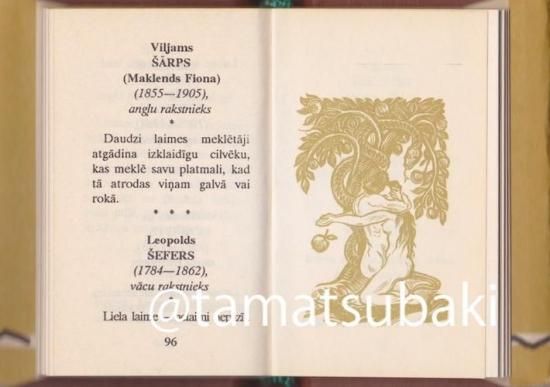 Viljams
ŠĀRPS
(Maklends Fiona)
(1855—1905),
angļu rakstnieks
*
Daudzi laimes meklētāji
atgādina izklaidīgu cilvēku,
kas meklē savu platmali, kad
tā atrodas viņam galvā vai
rokā.
* * *
Leopolds
ŠEFERS
(1784—1862),
vācu rakstnieks
@tamatsubaki
Liela laime
96